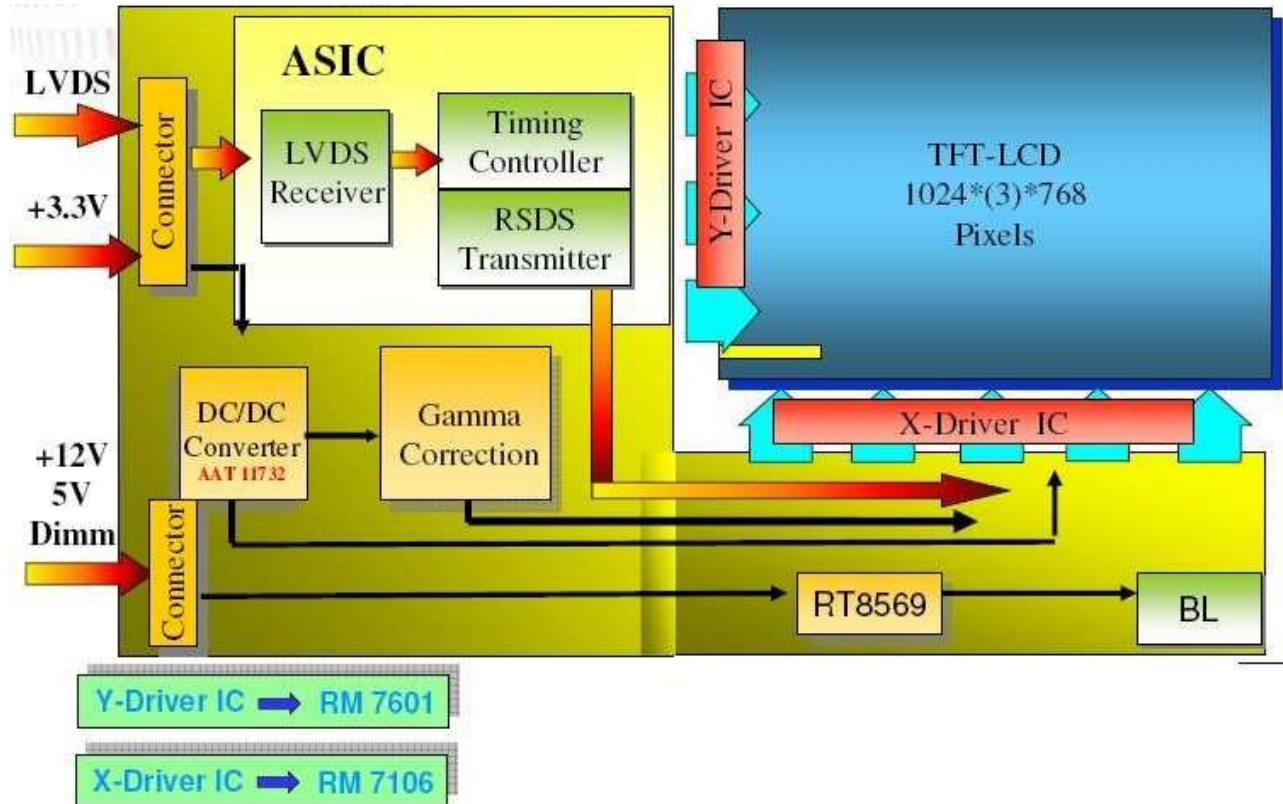 LVDS
+3.3V
Connector
ASIC
LVDS
Receiver
Timing
Controller
RSDS
Transmitter
Y-Driver IC
TFT-LCD
1024*(3)*768
Pixels
X-Driver IC
DC/DC
Converter
AAT 11732
Gamma
Correction
+12V
5V
Dimm
Connector
RT8569
BL
Y-Driver IC RM 7601
X-Driver IC RM 7106